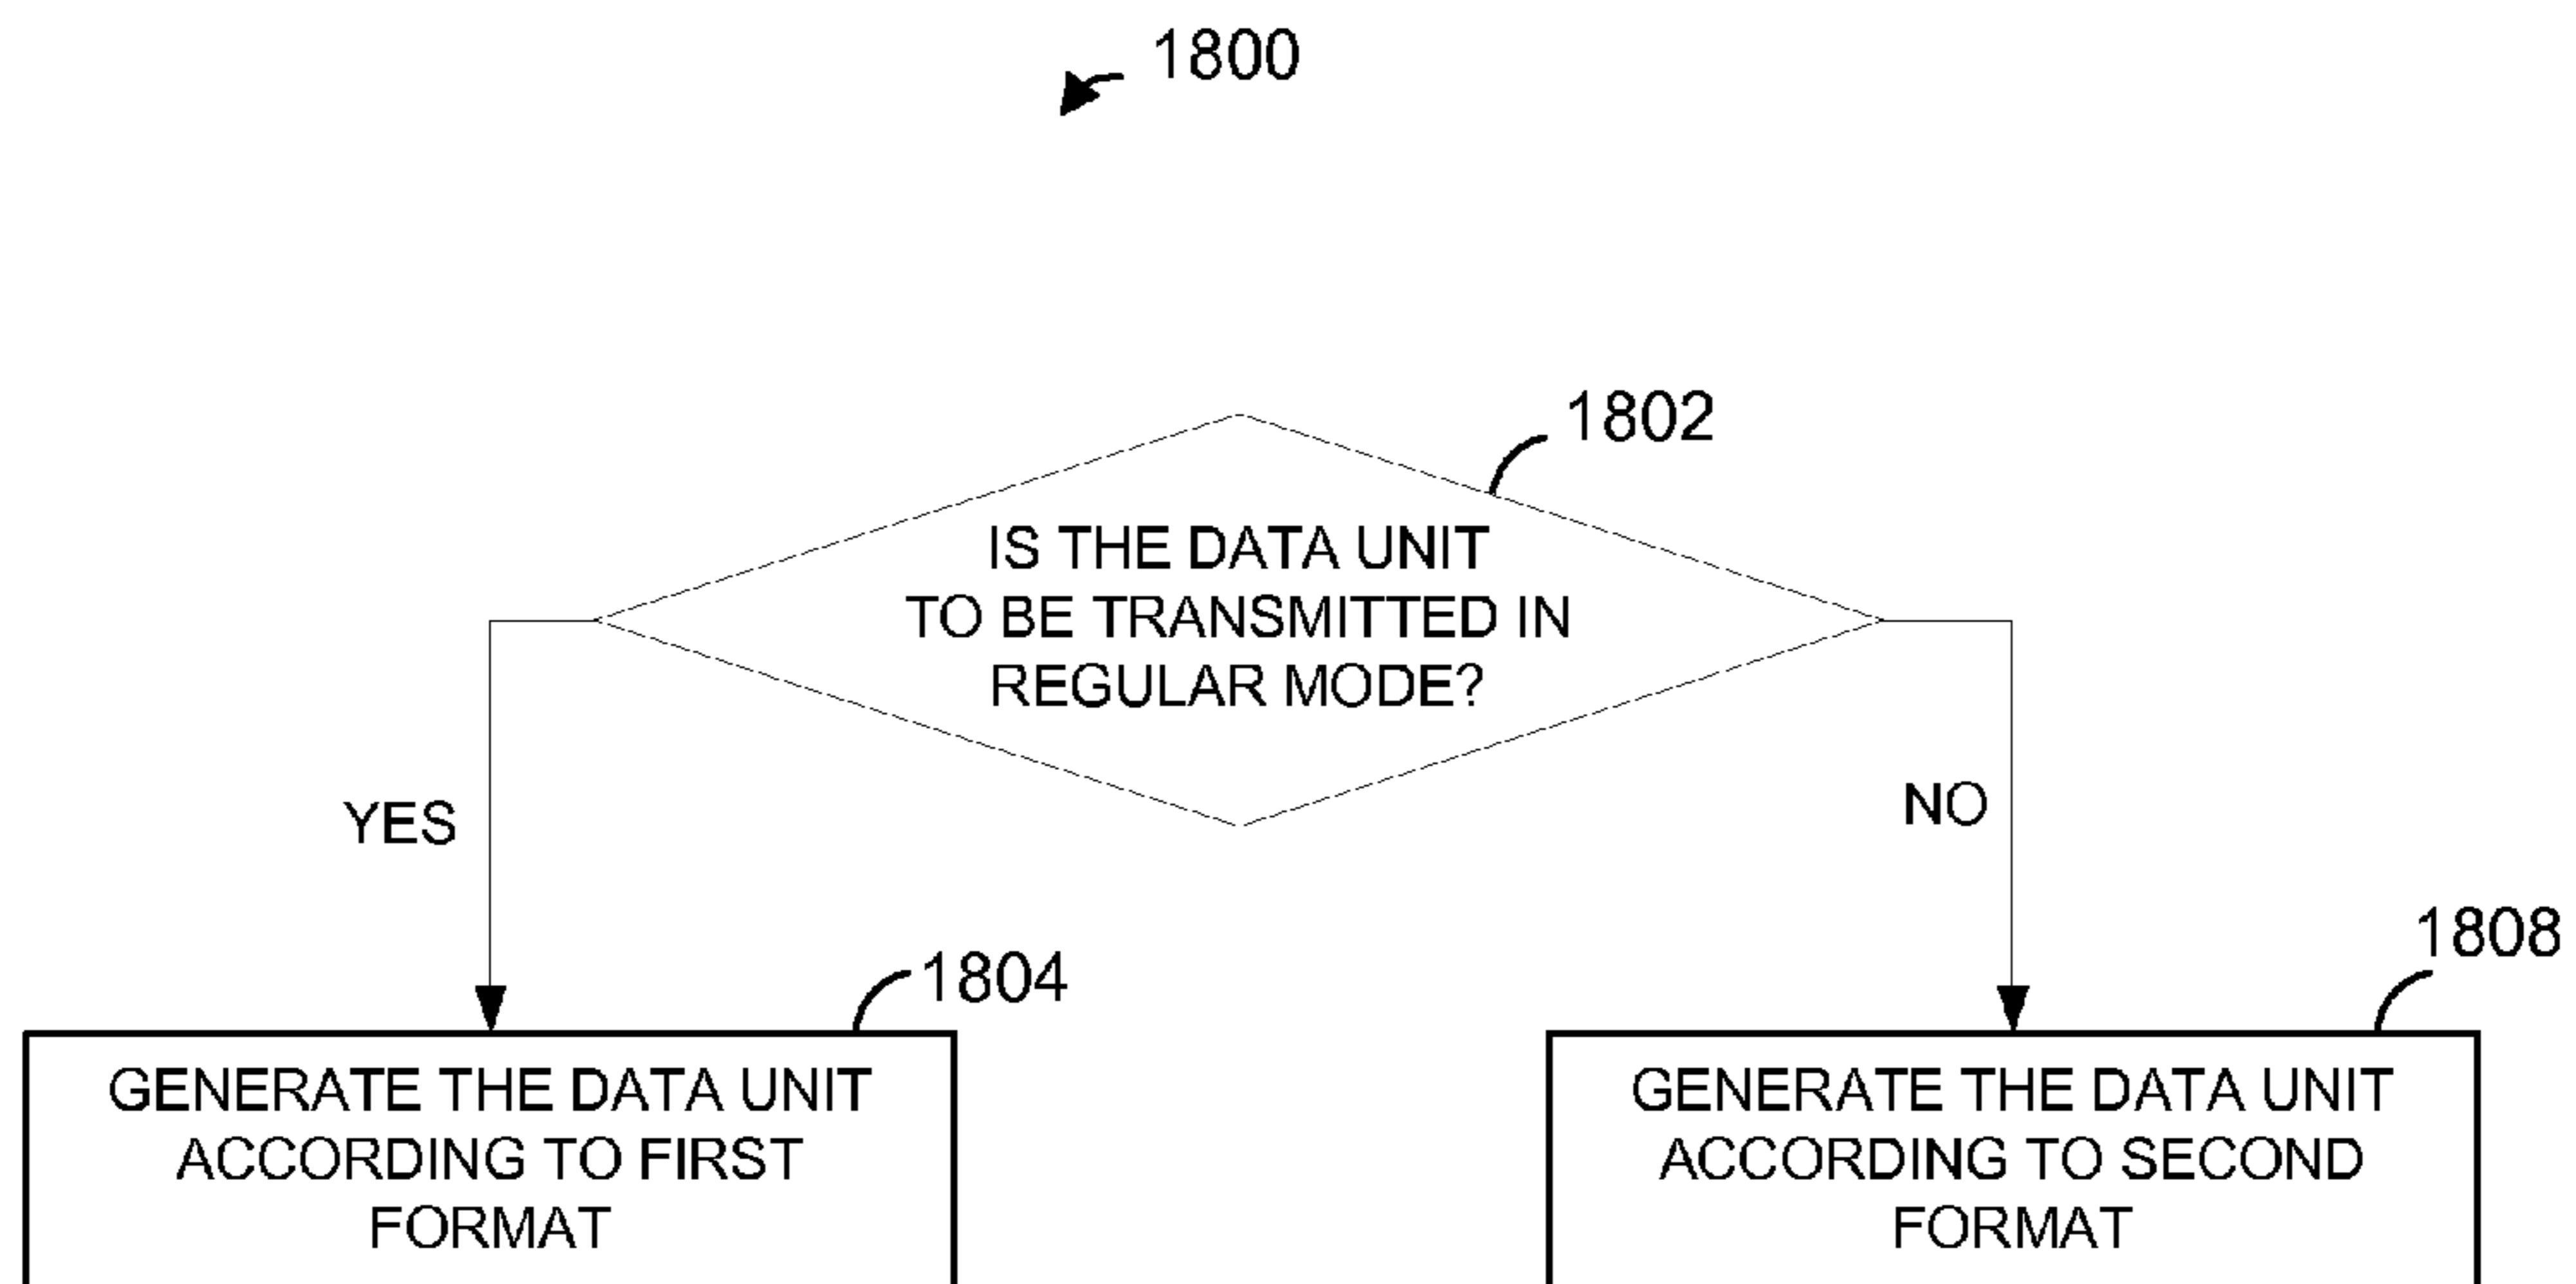 1800
1802
IS THE DATA UNIT
TO BE TRANSMITTED IN
REGULAR MODE?
YES
NO
1804
1808
GENERATE THE DATA UNIT
ACCORDING TO FIRST
FORMAT
GENERATE THE DATA UNIT
ACCORDING TO SECOND
FORMAT